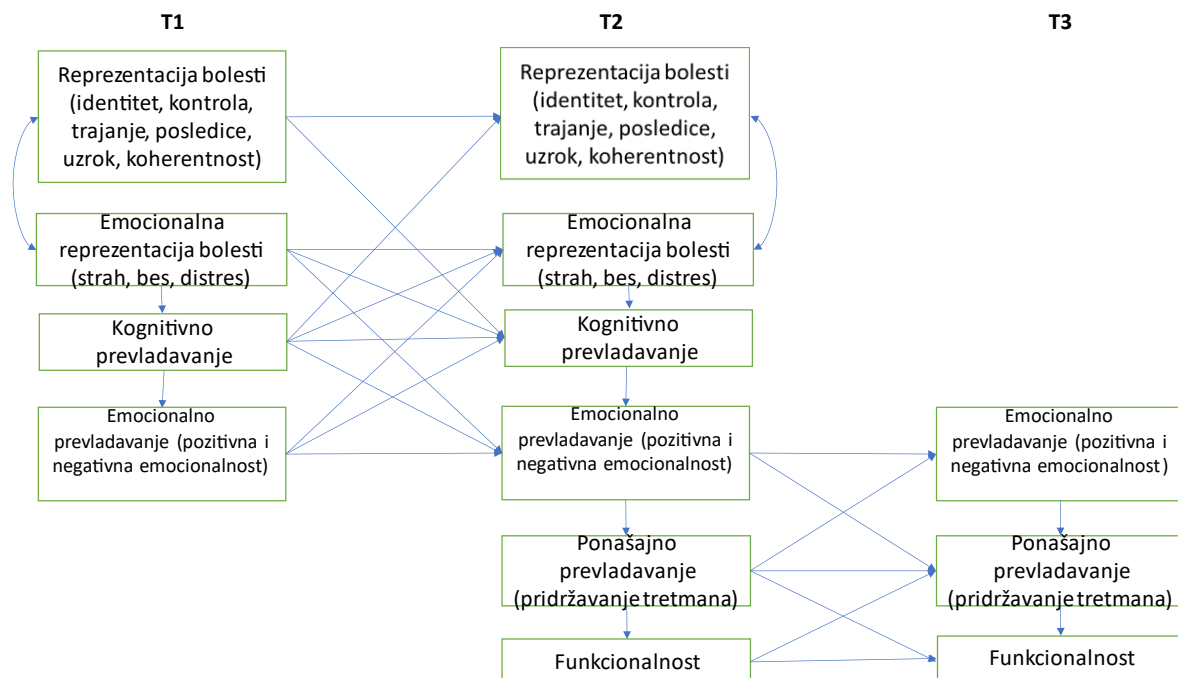 T1
T2
T3
Reprezentacija bolesti
(identitet, kontrola,
trajanje, posledice,
uzrok, koherentnost)
Emocionalna
reprezentacija bolesti
(strah, bes, distres)
Kognitivno
prevladavanje
Emocionalno
prevladavanje (pozitivna i
negativna emocionalnost)
Reprezentacija bolesti
(identitet, kontrola,
trajanje, posledice,
uzrok, koherentnost)
Emocionalna
reprezentacija bolesti
(strah, bes, distres)
Kognitivno
prevladavanje
Emocionalno
prevladavanje (pozitivna i
negativna emocionalnost)
Ponašajno
prevladavanje
(pridržavanje tretmana)
Funkcionalnost
Emocionalno
prevladavanje (pozitivna i
negativna emocionalnost)
Ponašajno
prevladavanje
(pridržavanje tretmana)
Funkcionalnost